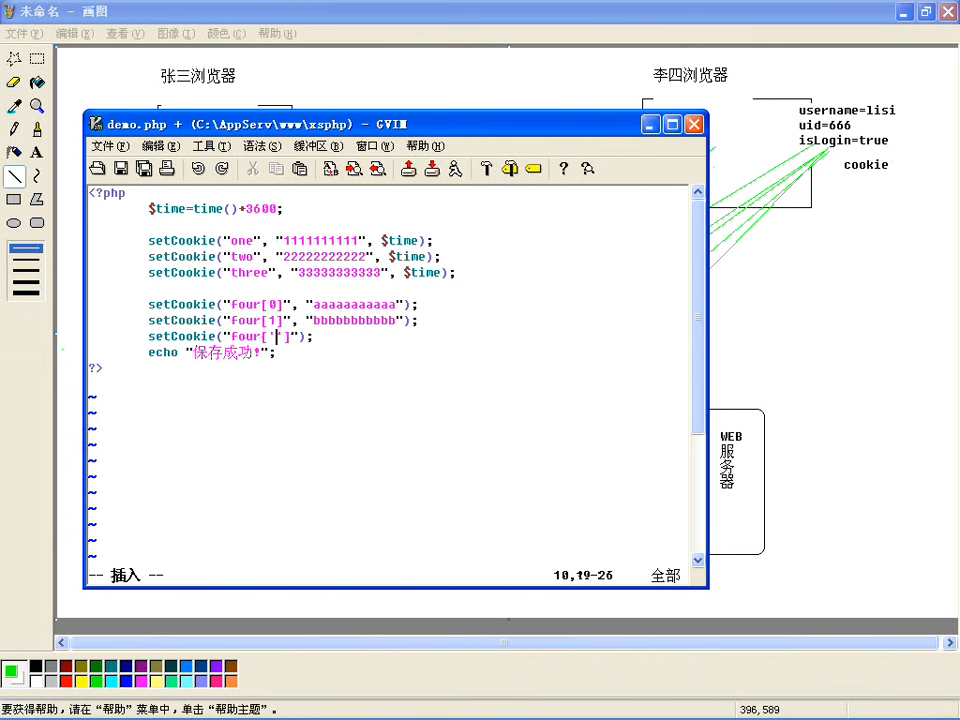 未命名 - 画图
文件(F) 编辑(E) 查看(V) 图像(I) 颜色(C) 帮助(H)
张三浏览器
李四浏览器
username=lisi
uid=666
isLogin=true
cookie
demo.php + (C:\AppServ\www\xsphp) - GVIM
文件(F) 编辑(E) 工具(T) 语法(S) 缓冲区(B) 窗口(W) 帮助(H)
<?php
$time=time()+3600;
setCookie("one", "1111111111", $time);
setCookie("two", "22222222222", $time);
setCookie("three", "33333333333", $time);
setCookie("four[0]", "aaaaaaaaaaa");
setCookie("four[1]", "bbbbbbbbbbb");
setCookie("four['']");
echo "保存成功!";
?>
~
~
~
~
~
~
~
~
~
~
~
WEB
服
务
器
-- 插入 --
10,19-26
全部
要获得帮助，请在“帮助”菜单中，单击“帮助主题”。
396,589